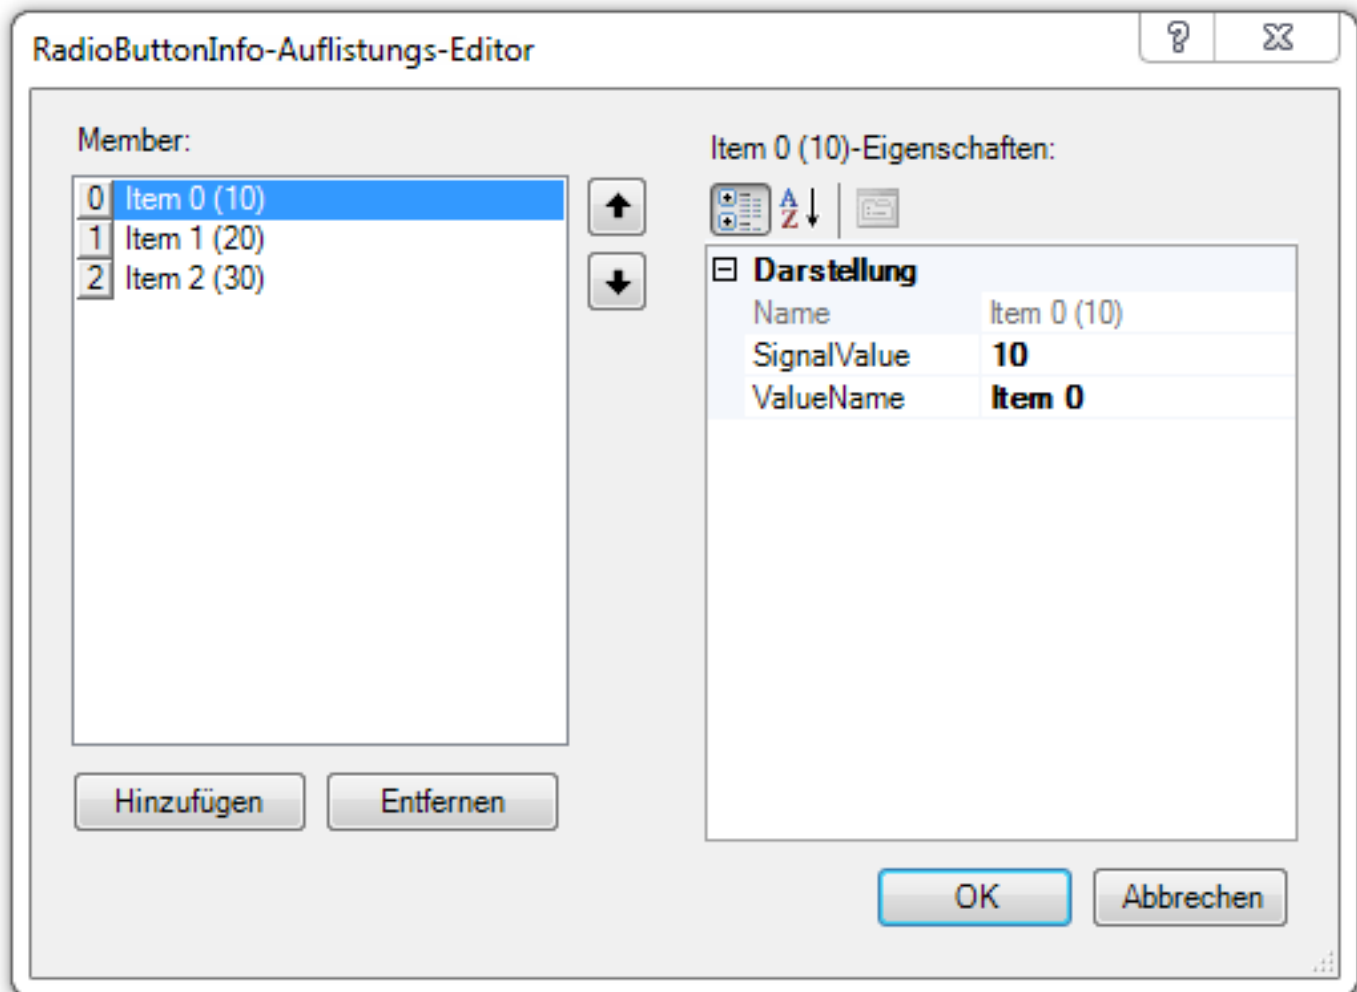 RadioButtonInfo-Auflistungs-Editor
Member:
0 Item 0 (10)
1 Item 1 (20)
2 Item 2 (30)
Hinzufügen Entfernen
Item 0 (10)-Eigenschaften:
A
Z
Darstellung
Name Item 0 (10)
SignalValue 10
ValueName Item 0
OK Abbrechen